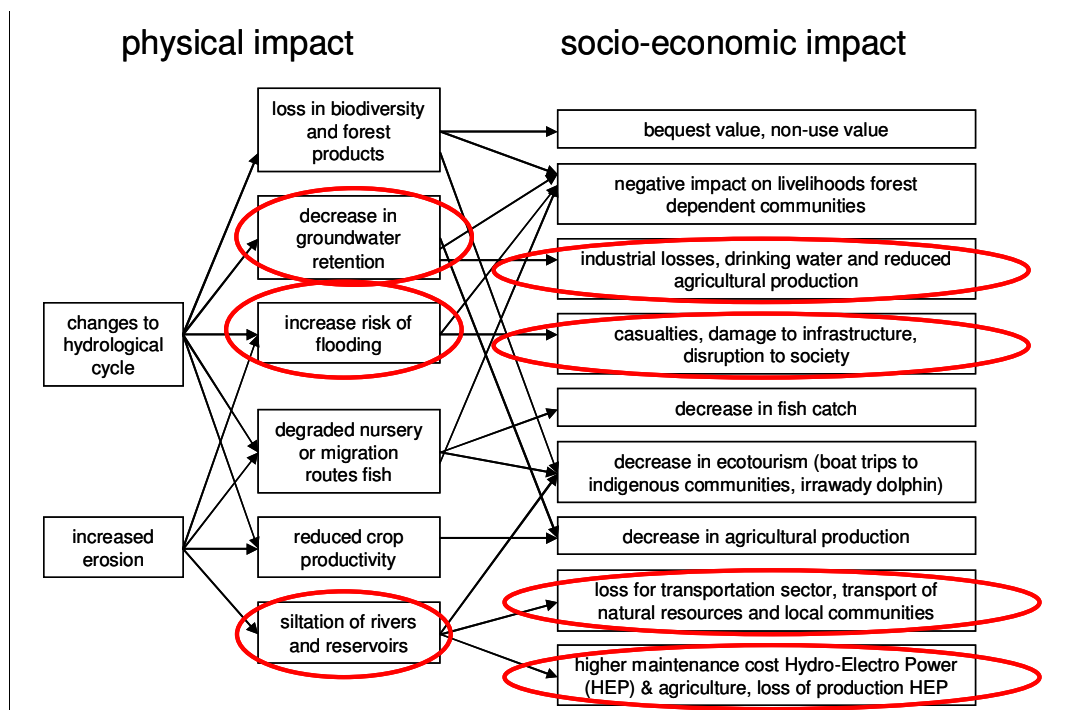 physical impact
socio-economic impact
loss in biodiversity
and forest
products
decrease in
groundwater
retention
increase risk of
flooding
degraded nursery
or migration
routes fish
reduced crop
productivity
siltation of rivers
and reservoirs
changes to
hydrological
cycle
increased
erosion
bequest value, non-use value
negative impact on livelihoods forest
dependent communities
industrial losses, drinking water and reduced
agricultural production
casualties, damage to infrastructure,
disruption to society
decrease in fish catch
decrease in ecotourism (boat trips to
indigenous communities, irrawady dolphin)
decrease in agricultural production
loss for transportation sector, transport of
natural resources and local communities
higher maintenance cost Hydro-Electro Power
(HEP) & agriculture, loss of production HEP